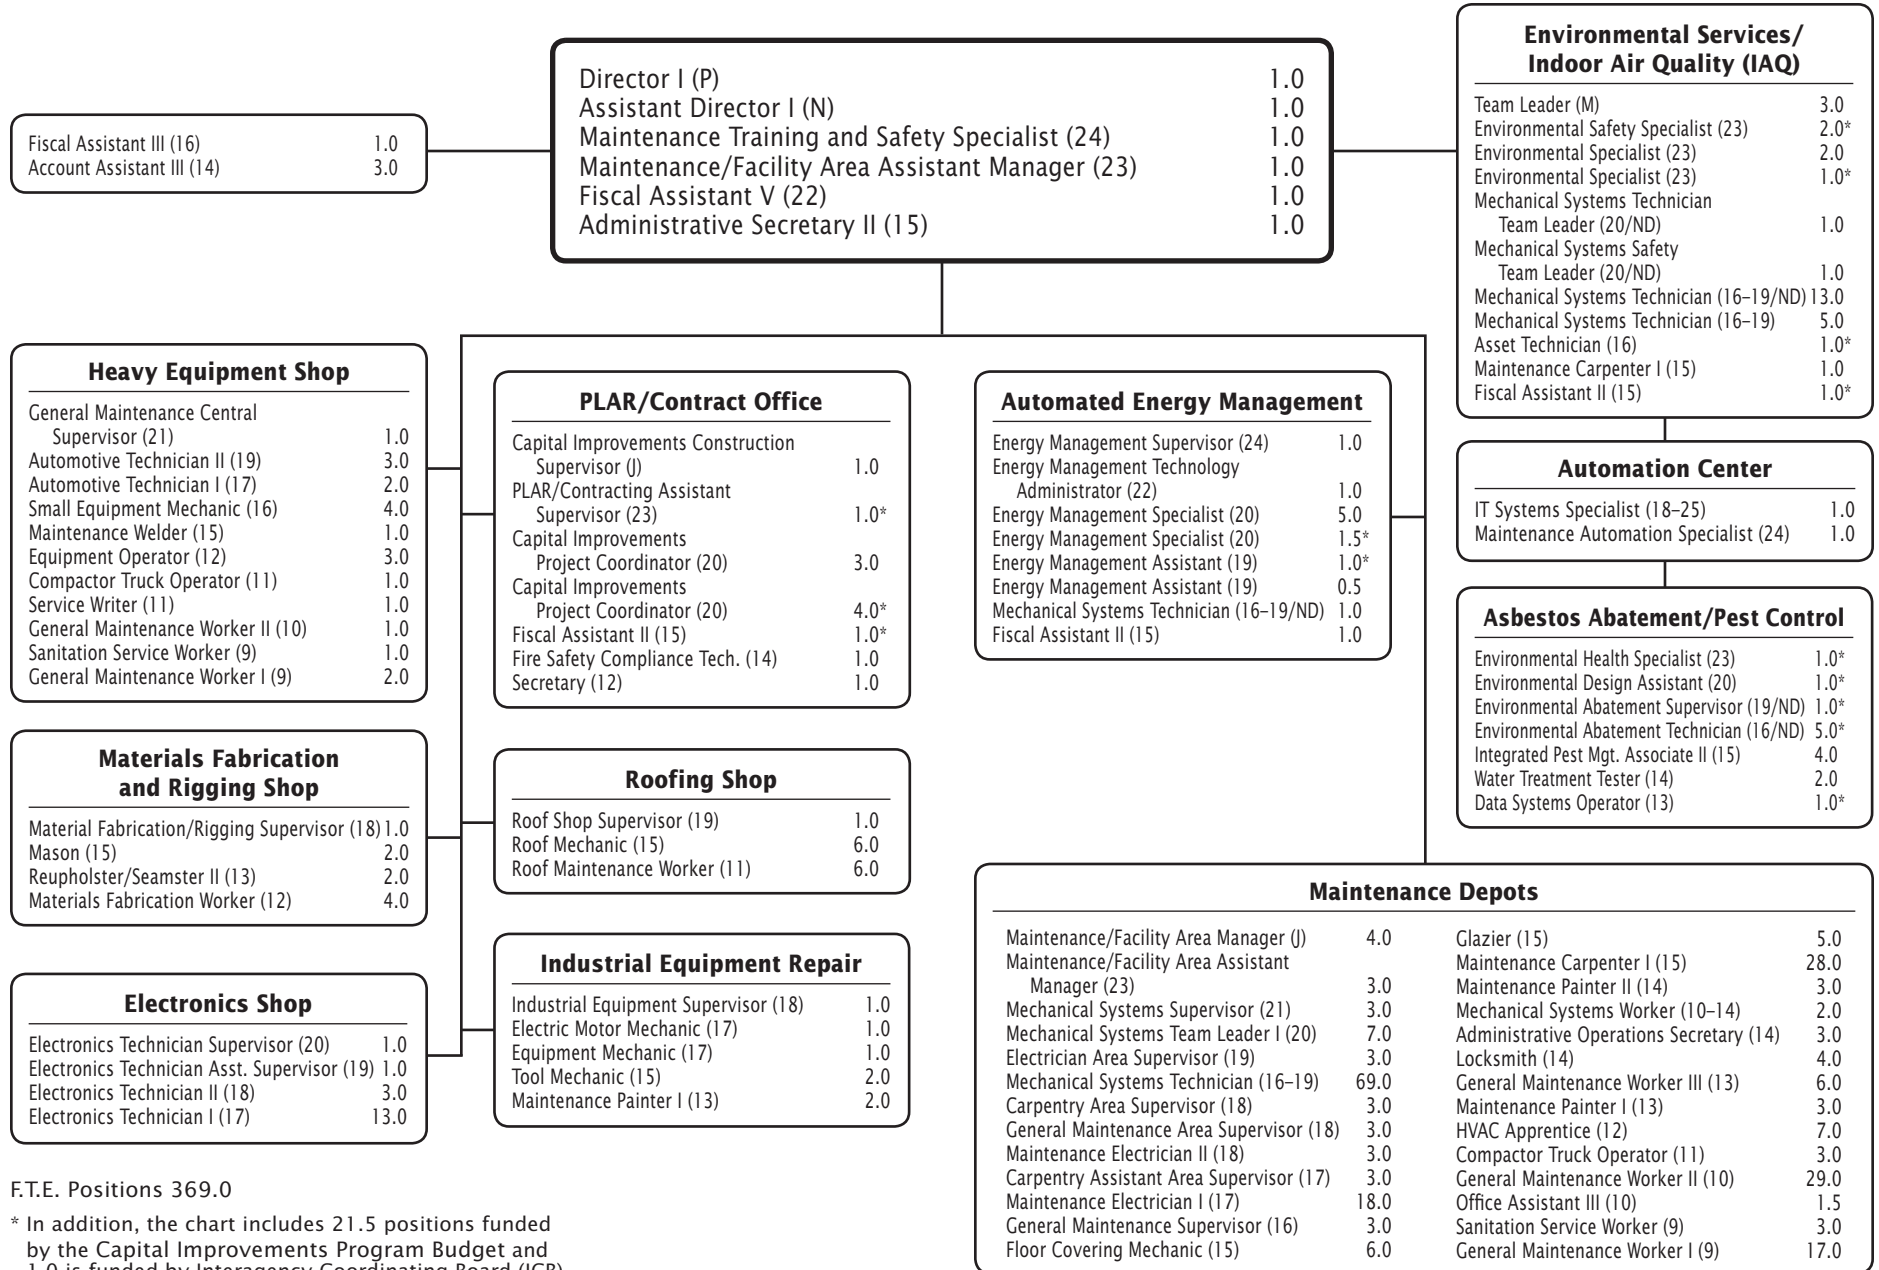 Director I (P) 1.0
Assistant Director I (N) 1.0
Maintenance Training and Safety Specialist (24) 1.0
Maintenance/Facility Area Assistant Manager (23) 1.0
Fiscal Assistant V (22) 1.0
Administrative Secretary II (15) 1.0
Fiscal Assistant III (16) 1.0
Account Assistant III (14) 3.0
Environmental Services/
Indoor Air Quality (IAQ)
Team Leader (M) 3.0
Environmental Safety Specialist (23) 2.0*
Environmental Specialist (23) 2.0
Environmental Specialist (23) 1.0*
Mechanical Systems Technician
Team Leader (20/ND) 1.0
Mechanical Systems Safety
Team Leader (20/ND) 1.0
Mechanical Systems Technician (16–19/ND) 13.0
Mechanical Systems Technician (16–19) 5.0
Asset Technician (16) 1.0*
Maintenance Carpenter I (15) 1.0
Fiscal Assistant II (15) 1.0*
Automation Center
IT Systems Specialist (18–25) 1.0
Maintenance Automation Specialist (24) 1.0
Asbestos Abatement/Pest Control
Environmental Health Specialist (23) 1.0*
Environmental Design Assistant (20) 1.0*
Environmental Abatement Supervisor (19/ND) 1.0*
Environmental Abatement Technician (16/ND) 5.0*
Integrated Pest Mgt. Associate II (15) 4.0
Water Treatment Tester (14) 2.0
Data Systems Operator (13) 1.0*
Heavy Equipment Shop
General Maintenance Central
Supervisor (21) 1.0
Automotive Technician II (19) 3.0
Automotive Technician I (17) 2.0
Small Equipment Mechanic (16) 4.0
Maintenance Welder (15) 1.0
Equipment Operator (12) 3.0
Compactor Truck Operator (11) 1.0
Service Writer (11) 1.0
General Maintenance Worker II (10) 1.0
Sanitation Service Worker (9) 1.0
General Maintenance Worker I (9) 2.0
Materials Fabrication
and Rigging Shop
Material Fabrication/Rigging Supervisor (18) 1.0
Mason (15) 2.0
Reupholster/Seamster II (13) 2.0
Materials Fabrication Worker (12) 4.0
Electronics Shop
Electronics Technician Supervisor (20) 1.0
Electronics Technician Asst. Supervisor (19) 1.0
Electronics Technician II (18) 3.0
Electronics Technician I (17) 13.0
PLAR/Contract Office
Capital Improvements Construction
Supervisor (J) 1.0
PLAR/Contracting Assistant
Supervisor (23) 1.0*
Capital Improvements
Project Coordinator (20) 3.0
Capital Improvements
Project Coordinator (20) 4.0*
Fiscal Assistant II (15) 1.0*
Fire Safety Compliance Tech. (14) 1.0
Secretary (12) 1.0
Roofing Shop
Roof Shop Supervisor (19) 1.0
Roof Mechanic (15) 6.0
Roof Maintenance Worker (11) 6.0
Industrial Equipment Repair
Industrial Equipment Supervisor (18) 1.0
Electric Motor Mechanic (17) 1.0
Equipment Mechanic (17) 1.0
Tool Mechanic (15) 2.0
Maintenance Painter I (13) 2.0
Automated Energy Management
Energy Management Supervisor (24) 1.0
Energy Management Technology
Administrator (22) 1.0
Energy Management Specialist (20) 5.0
Energy Management Specialist (20) 1.5*
Energy Management Assistant (19) 1.0*
Energy Management Assistant (19) 0.5
Mechanical Systems Technician (16–19/ND) 1.0
Fiscal Assistant II (15) 1.0
Maintenance Depots
Maintenance/Facility Area Manager (J) 4.0
Maintenance/Facility Area Assistant
Manager (23) 3.0
Mechanical Systems Supervisor (21) 3.0
Mechanical Systems Team Leader I (20) 7.0
Electrician Area Supervisor (19) 3.0
Mechanical Systems Technician (16–19) 69.0
Carpentry Area Supervisor (18) 3.0
General Maintenance Area Supervisor (18) 3.0
Maintenance Electrician II (18) 3.0
Carpentry Assistant Area Supervisor (17) 3.0
Maintenance Electrician I (17) 18.0
General Maintenance Supervisor (16) 3.0
Floor Covering Mechanic (15) 6.0
Glazier (15) 5.0
Maintenance Carpenter I (15) 28.0
Maintenance Painter II (14) 3.0
Mechanical Systems Worker (10–14) 2.0
Administrative Operations Secretary (14) 3.0
Locksmith (14) 4.0
General Maintenance Worker III (13) 6.0
Maintenance Painter I (13) 3.0
HVAC Apprentice (12) 7.0
Compactor Truck Operator (11) 3.0
General Maintenance Worker II (10) 29.0
Office Assistant III (10) 1.5
Sanitation Service Worker (9) 3.0
General Maintenance Worker I (9) 17.0
F.T.E. Positions 369.0
* In addition, the chart includes 21.5 positions funded
by the Capital Improvements Program Budget and
1.0 is funded by Interagency Coordinating Board (ICB)